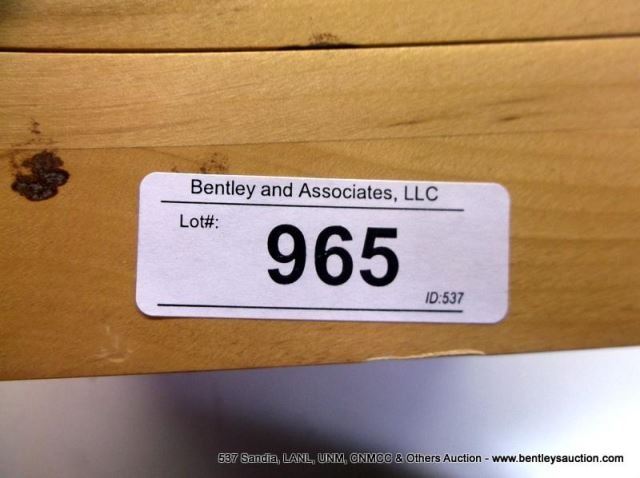 Bentley and Associates, LLC
Lot#:
965
ID:537
537 Sandia, LANL, UNM, CNMCC & Others Auction - www.bentleysauction.com